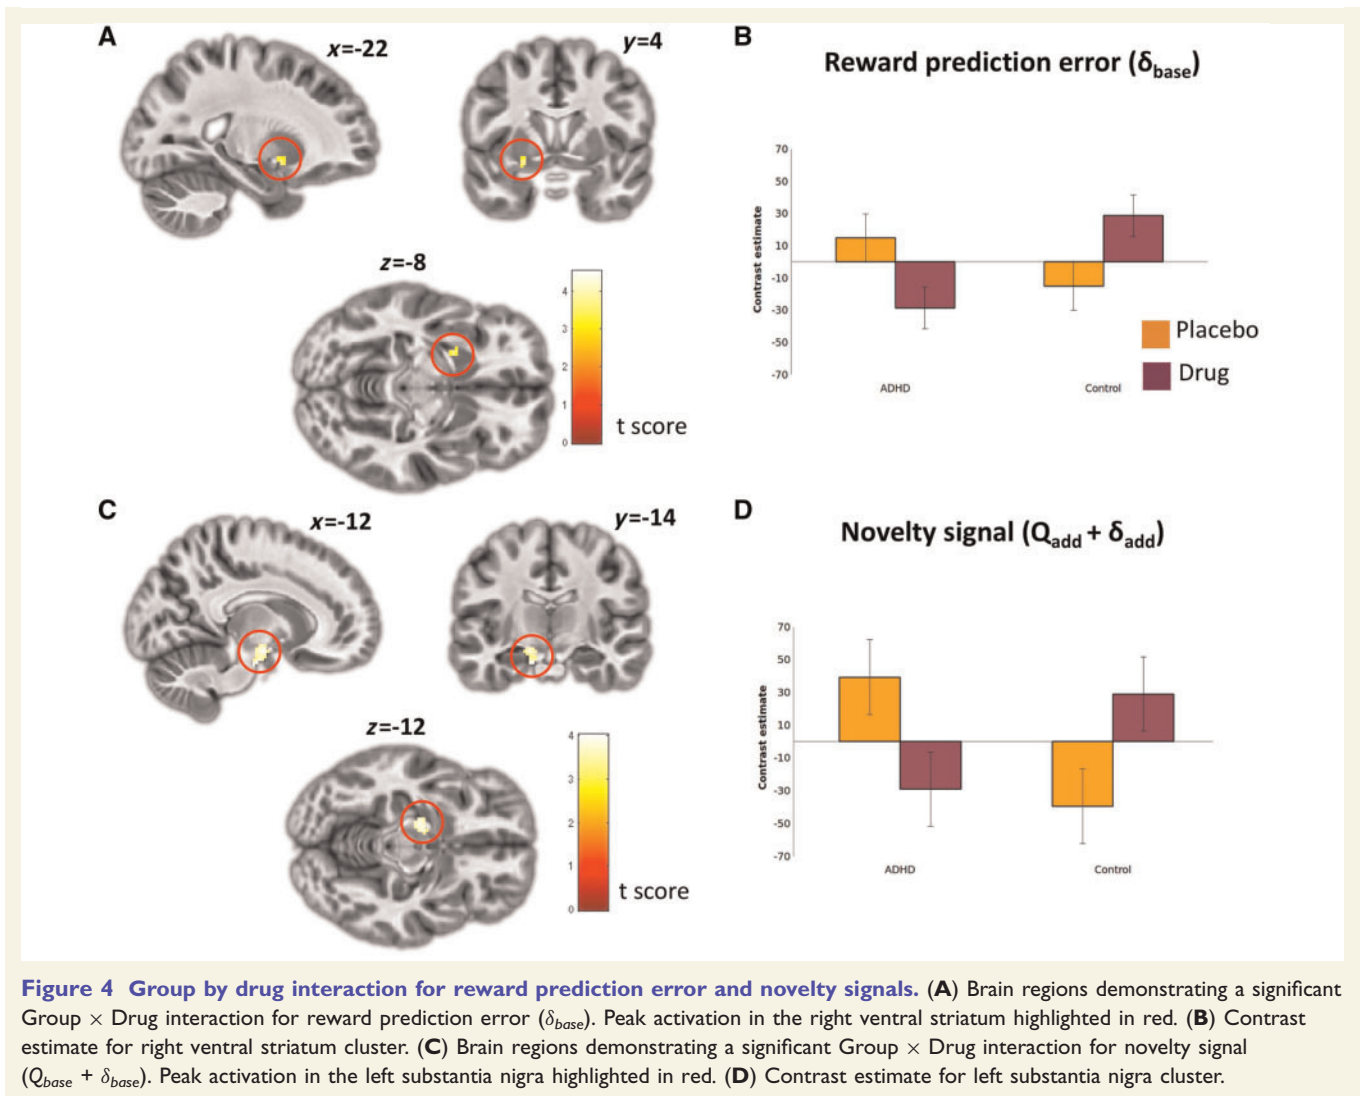 A
x=-22
y=4
z=-8
4
3
2
1
0
t score
B
Reward prediction error (δbase)
Contrast estimate
70
50
30
10
-10
-30
-50
-70
ADHD
Control
Placebo
Drug
C
x=-12
y=-14
z=-12
4
3
2
1
0
t score
D
Novelty signal (Qadd + δadd)
Contrast estimate
70
50
30
10
-10
-30
-50
-70
ADHD
Control
Figure 4 Group by drug interaction for reward prediction error and novelty signals. (A) Brain regions demonstrating a significant
Group × Drug interaction for reward prediction error (δbase). Peak activation in the right ventral striatum highlighted in red. (B) Contrast
estimate for right ventral striatum cluster. (C) Brain regions demonstrating a significant Group × Drug interaction for novelty signal
(Qbase + δbase). Peak activation in the left substantia nigra highlighted in red. (D) Contrast estimate for left substantia nigra cluster.